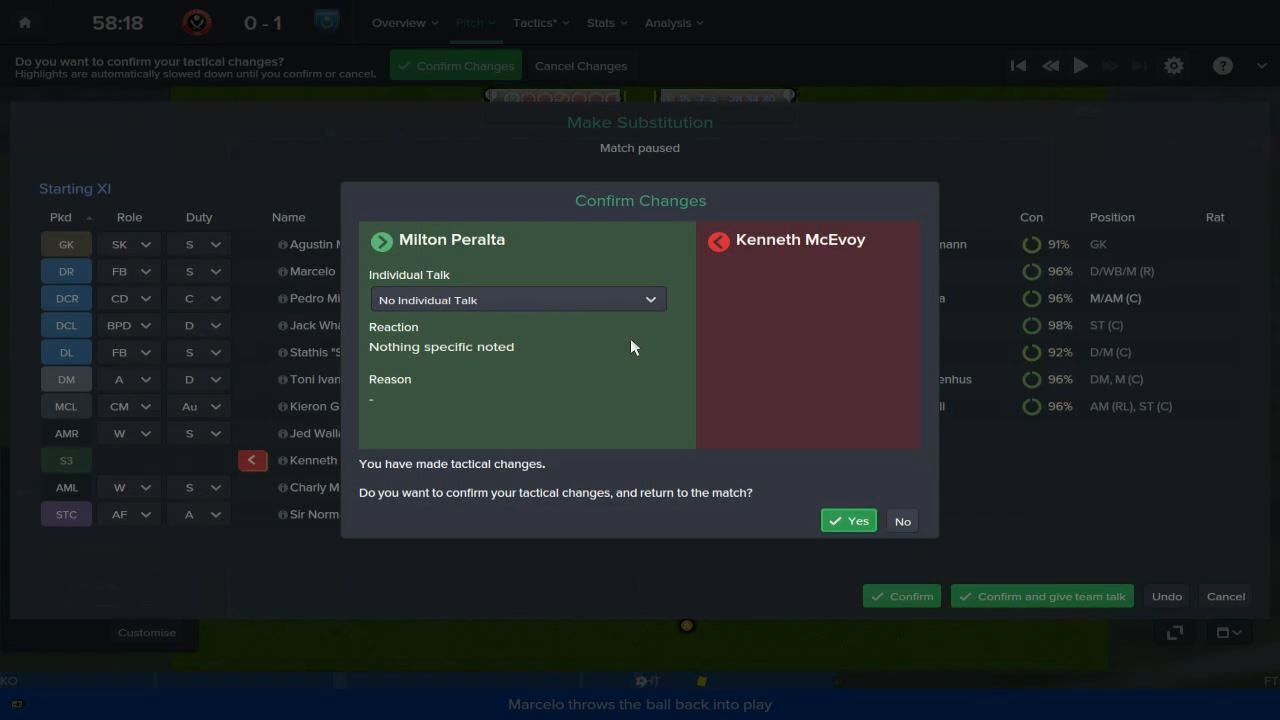 58:18
0 - 1
Overview
Pitch
Tactics*
Stats
Analysis
Do you want to confirm your tactical changes?
Highlights are automatically slowed down until you confirm or cancel.
Confirm Changes
Cancel Changes
Make Substitution
Match paused
Starting XI
Pkd
Role
Duty
Name
Con
Position
Rat
Confirm Changes
Milton Peralta
Kenneth McEvoy
Individual Talk
No Individual Talk
Reaction
Nothing specific noted
Reason
-
You have made tactical changes.
Do you want to confirm your tactical changes, and return to the match?
Yes
No
GK SK S Agustin M mann 91% GK
DR FB S Marcelo 96% D/WB/M (R)
DCR CD C Pedro Mi a 96% M/AM (C)
DCL BPD D Jack Wha 98% ST (C)
DL FB S Stathis "S 92% D/M (C)
DM A D Toni Ivan enhus 96% DM, M (C)
MCL CM Au Kieron G ll 96% AM (RL), ST (C)
AMR W S Jed Walla
S3 Kenneth
AML W S Charly M
STC AF A Sir Norm
Confirm
Confirm and give team talk
Undo
Cancel
Customise
KO
HT
FT
Marcelo throws the ball back into play